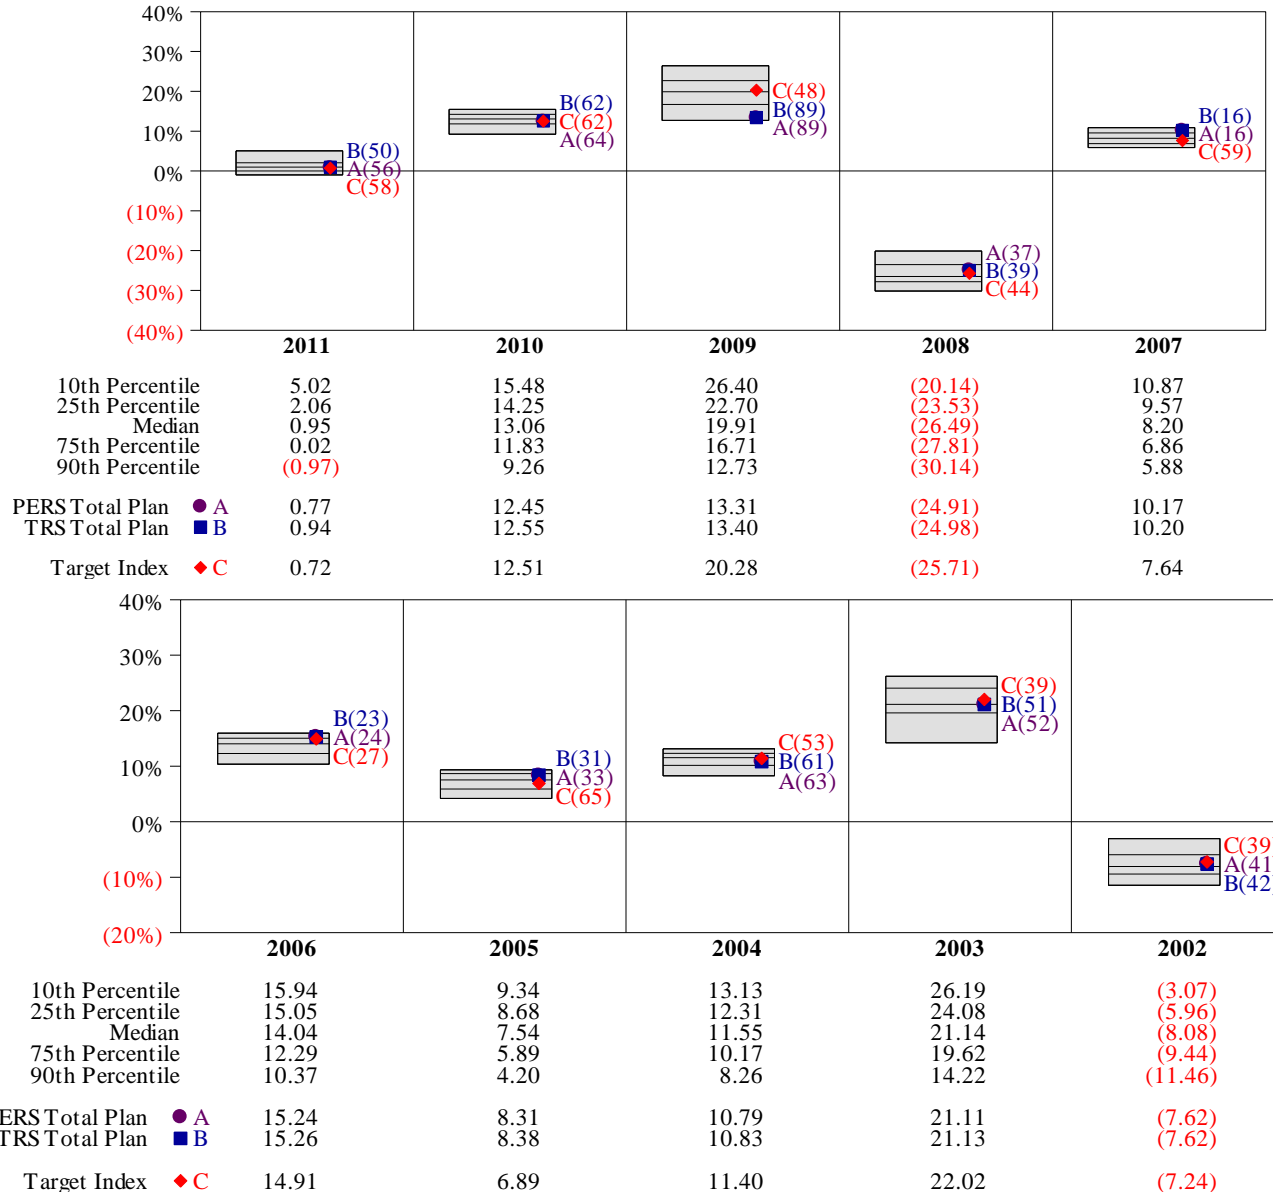 40%
30%
20%
10%
0%
(10%)
(20%)
(30%)
(40%)
B(50)
A(56)
C(58)
B(62)
C(62)
A(64)
C(48)
B(89)
A(89)
A(37)
B(39)
C(44)
B(16)
A(16)
C(59)
2011 2010 2009 2008 2007
10th Percentile 5.02 15.48 26.40 (20.14) 10.87
25th Percentile 2.06 14.25 22.70 (23.53) 9.57
Median 0.95 13.06 19.91 (26.49) 8.20
75th Percentile 0.02 11.83 16.71 (27.81) 6.86
90th Percentile (0.97) 9.26 12.73 (30.14) 5.88
PERS Total Plan A 0.77 12.45 13.31 (24.91) 10.17
TRS Total Plan B 0.94 12.55 13.40 (24.98) 10.20
Target Index C 0.72 12.51 20.28 (25.71) 7.64
40%
30%
20%
10%
0%
(10%)
(20%)
B(23)
A(24)
C(27)
B(31)
A(33)
C(65)
C(53)
B(61)
A(63)
C(39)
B(51)
A(52)
C(39
A(41
B(42
2006 2005 2004 2003 2002
10th Percentile 15.94 9.34 13.13 26.19 (3.07)
25th Percentile 15.05 8.68 12.31 24.08 (5.96)
Median 14.04 7.54 11.55 21.14 (8.08)
75th Percentile 12.29 5.89 10.17 19.62 (9.44)
90th Percentile 10.37 4.20 8.26 14.22 (11.46)
ERS Total Plan A 15.24 8.31 10.79 21.11 (7.62)
TRS Total Plan B 15.26 8.38 10.83 21.13 (7.62)
Target Index C 14.91 6.89 11.40 22.02 (7.24)